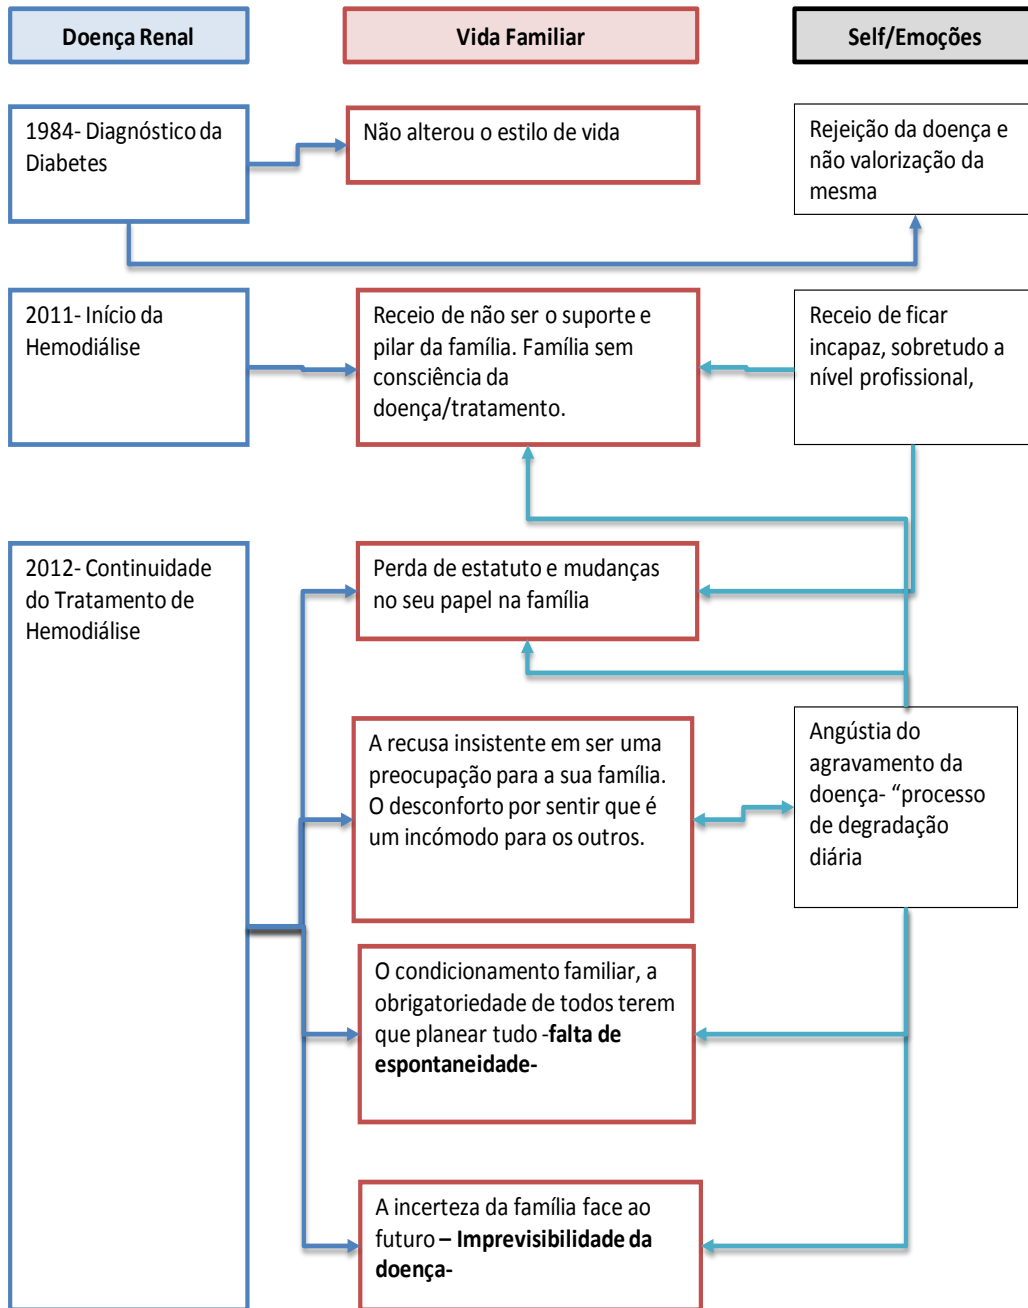 Doença Renal
Vida Familiar
Self/Emoções
1984- Diagnóstico da
Diabetes
Não alterou o estilo de vida
Rejeição da doença e
não valorização da
mesma
2011- Início da
Hemodiálise
Receio de não ser o suporte e
pilar da família. Família sem
consciência da
doença/tratamento.
Receio de ficar
incapaz, sobretudo a
nível profissional,
2012- Continuidade
do Tratamento de
Hemodiálise
Perda de estatuto e mudanças
no seu papel na família
A recusa insistente em ser uma
preocupação para a sua família.
O desconforto por sentir que é
um incómodo para os outros.
Angústia do
agravamento da
doença- “processo
de degradação
diária
O condicionamento familiar, a
obrigatoriedade de todos terem
que planear tudo -falta de
espontaneidade-
A incerteza da família face ao
futuro – Imprevisibilidade da
doença-